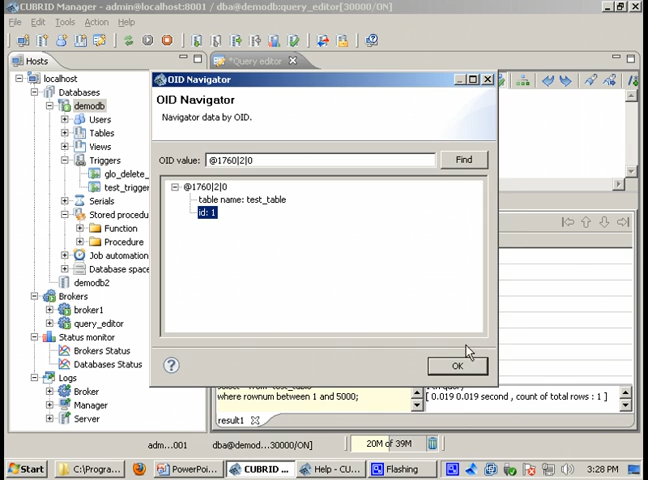 CUBRID Manager - admin@localhost:8001 / dba@demodb:query_editor[30000/ON]
File Edit Tools Action Help
Hosts
*Query editor
localhost
Databases
demodb
Users
Tables
Views
Triggers
glo_delete_
test_trigger
Serials
Stored procedu
Function
Procedure
Job automation
Database space
demodb2
Brokers
broker1
query_editor
Status monitor
Brokers Status
Databases Status
Logs
Broker
Manager
Server
OID Navigator
OID Navigator
Navigator data by OID.
OID value: @1760|2|0 Find
@1760|2|0
table name: test_table
id: 1
OK
where rownum between 1 and 5000;
[ 0.019 0.019 second , count of total rows : 1 ]
result1
adm...001 dba@demodb...30000/ON] 20M of 39M
Start C:\Progra... PowerPoi... CUBRID ... Help - CU... Flashing 3:28 PM